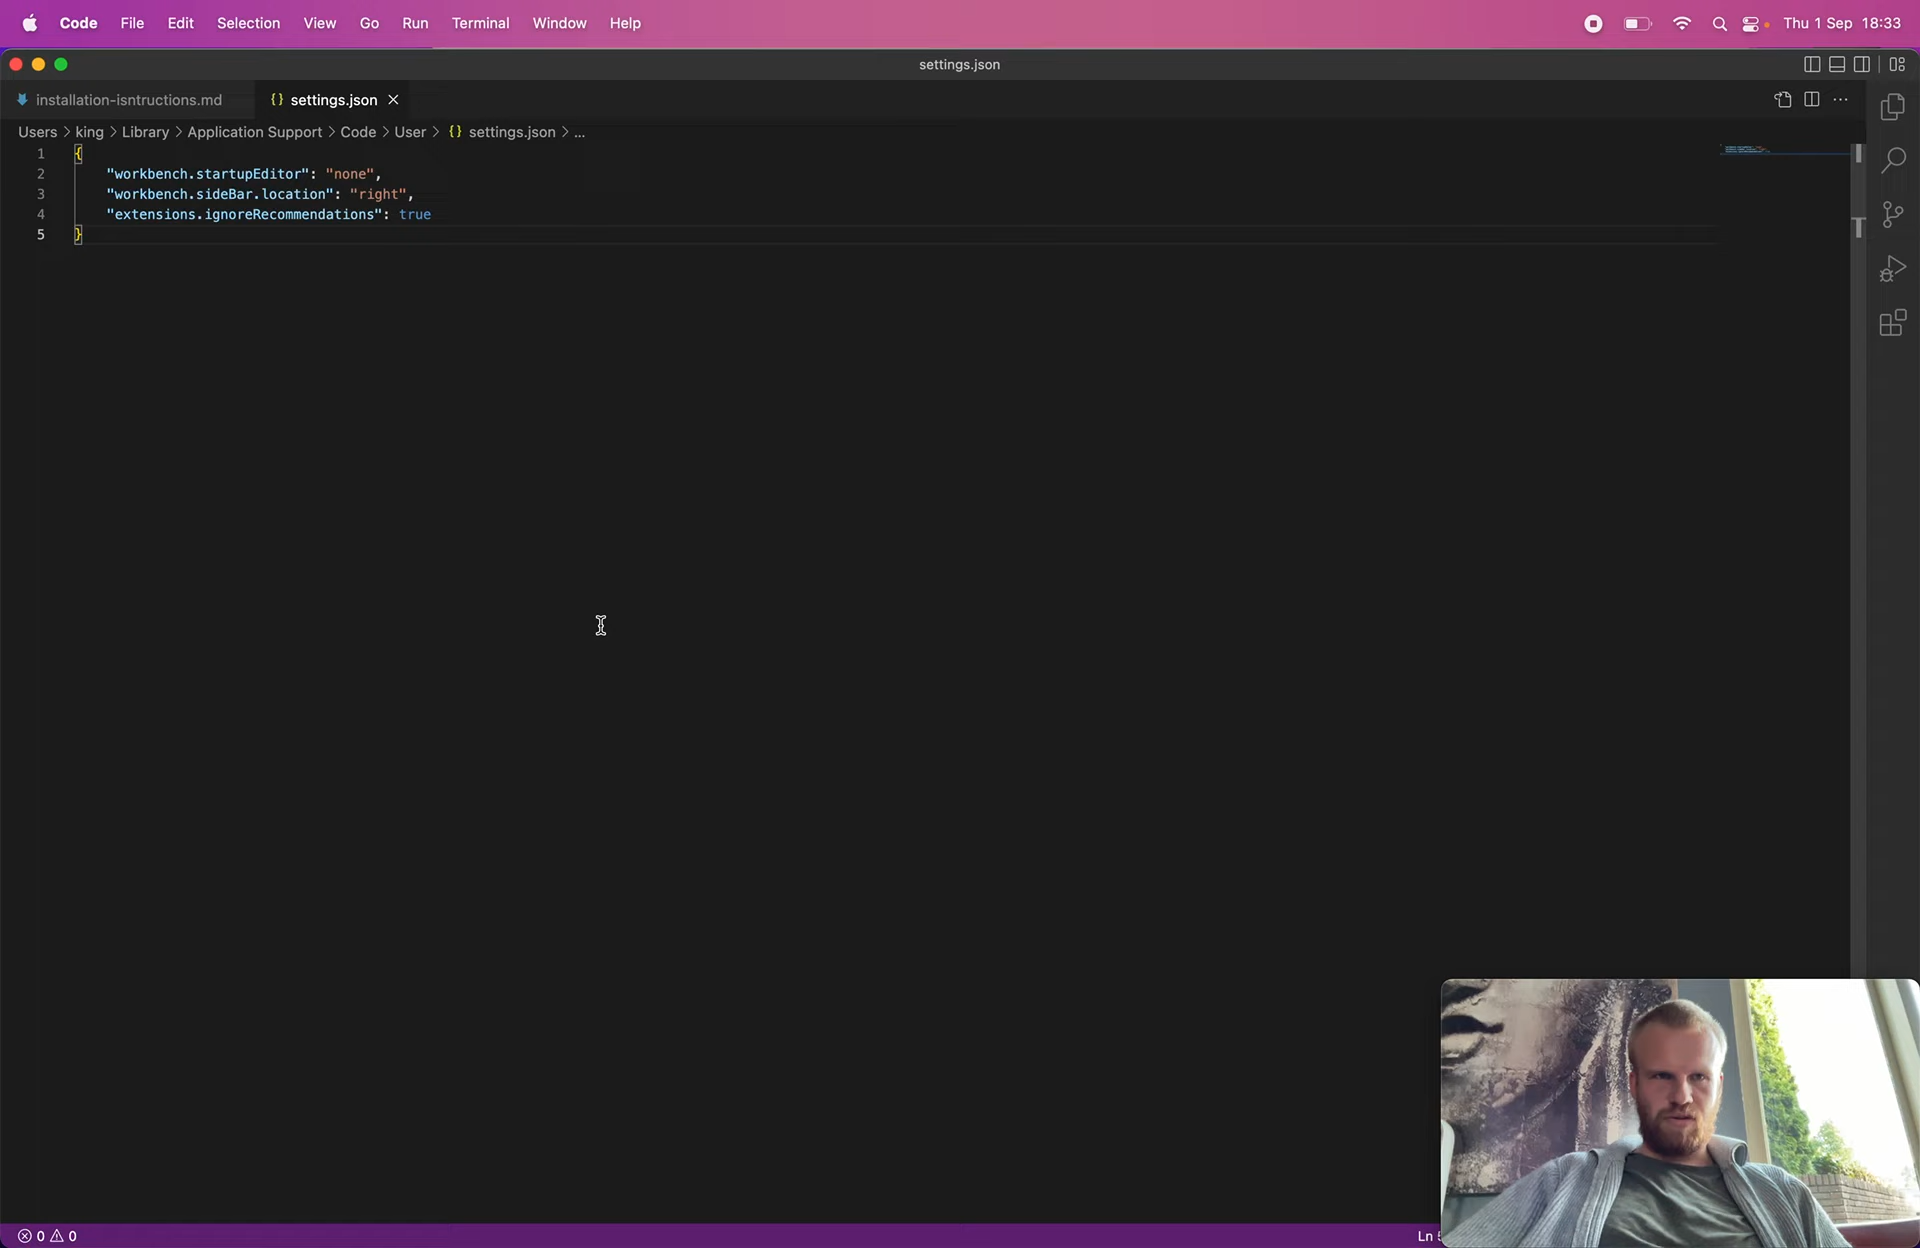 Code File Edit Selection View Go Run Terminal Window Help Thu 1 Sep 18:33
settings.json
installation-isntructions.md {} settings.json
Users > king > Library > Application Support > Code > User > {} settings.json > ...
1 {
2 "workbench.startupEditor": "none",
3 "workbench.sideBar.location": "right",
4 "extensions.ignoreRecommendations": true
5 }
0 0 Ln